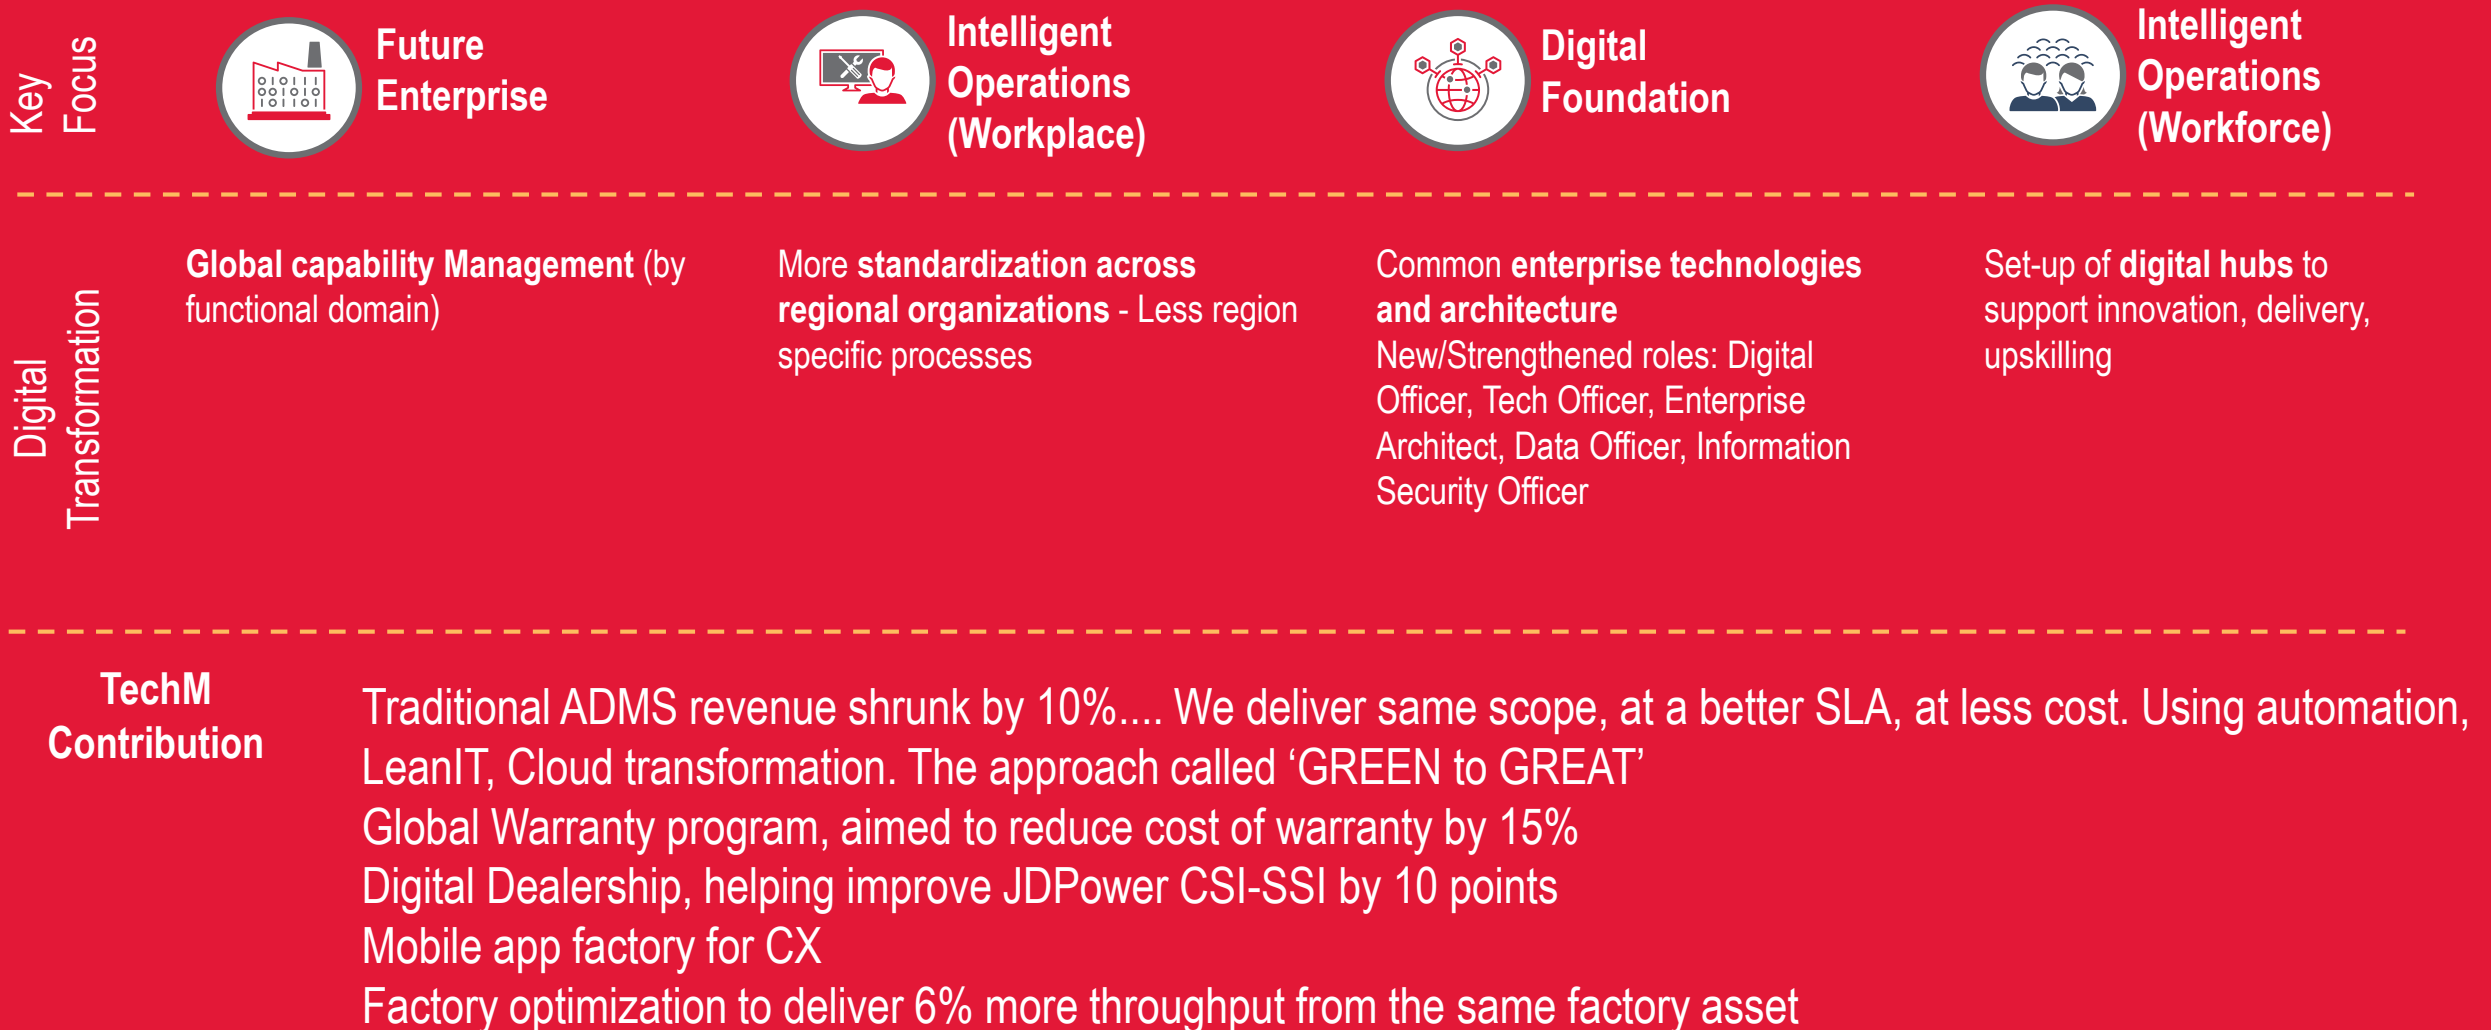 Key
Focus
Future
Enterprise
Intelligent
Operations
(Workplace)
Digital
Foundation
Intelligent
Operations
(Workforce)
Digital
Transformation
Global capability Management (by
functional domain)
More standardization across
regional organizations - Less region
specific processes
Common enterprise technologies
and architecture
New/Strengthened roles: Digital
Officer, Tech Officer, Enterprise
Architect, Data Officer, Information
Security Officer
Set-up of digital hubs to
support innovation, delivery,
upskilling
TechM
Contribution
Traditional ADMS revenue shrunk by 10%.... We deliver same scope, at a better SLA, at less cost. Using automation,
LeanIT, Cloud transformation. The approach called ‘GREEN to GREAT’
Global Warranty program, aimed to reduce cost of warranty by 15%
Digital Dealership, helping improve JDPower CSI-SSI by 10 points
Mobile app factory for CX
Factory optimization to deliver 6% more throughput from the same factory asset